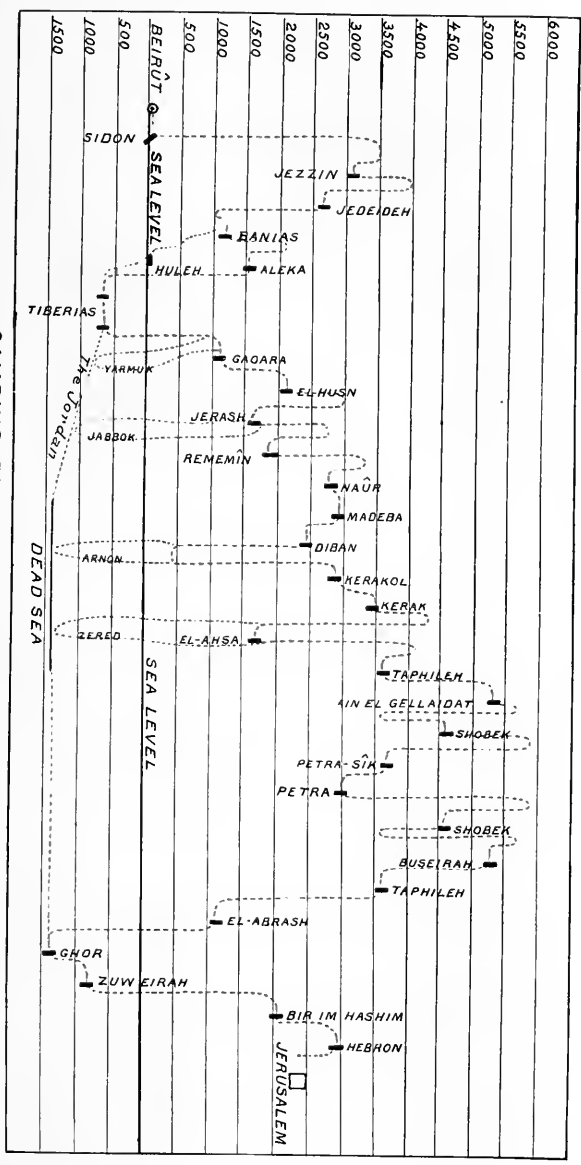 1500
1000
500
BEIRÛT
500
1000
1500
2000
2500
3000
3500
4000
4.500
5000
5500
6000
SIDON
SEA LEVEL
JEZZIN
JEDEIDEH
BANIAS
HULEH
ALEKA
TIBERIAS
The Jordan
YARMUK
GADARA
EL HUSN
JERASH
JABBOK
REMEMÎN
NAÛR
MADEBA
DIBAN
ARNON
DEAD SEA
KERAKOL
KERAK
ZERED
EL-AHSA
SEA LEVEL
TAPHILEH
AIN EL GELLAIDAT
SHOBEK
PETRA-SÎK
PETRA
SHOBEK
BUSEIRAH
TAPHILEH
EL-ABRASH
GHOR
ZUWEIRAH
BIR IM HASHIM
HEBRON
JERUSALEM